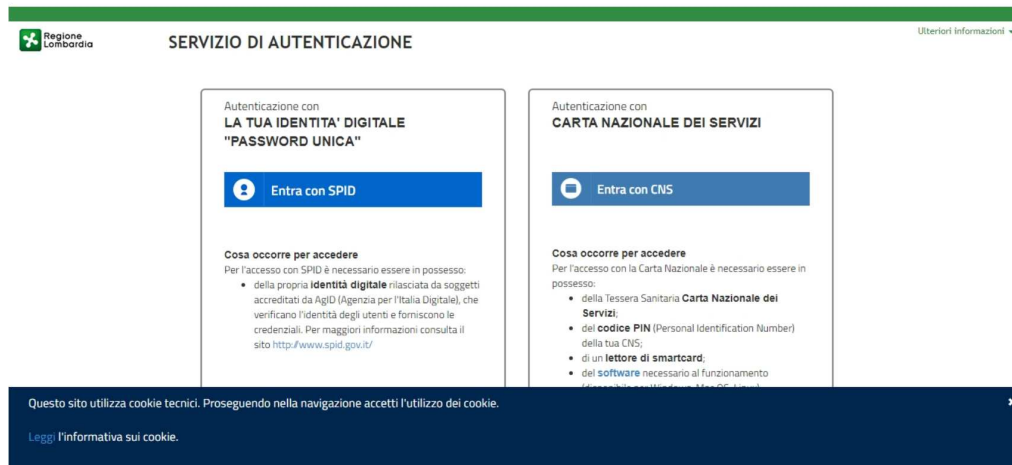 Regione
Lombardia
SERVIZIO DI AUTENTICAZIONE
Ulteriori informazioni
Autenticazione con
LA TUA IDENTITA' DIGITALE
"PASSWORD UNICA"
Entra con SPID
Cosa occorre per accedere
Per l'accesso con SPID è necessario essere in possesso:
• della propria identità digitale rilasciata da soggetti
accreditati da AgID (Agenzia per l'Italia Digitale), che
verificano l'identità degli utenti e forniscono le
credenziali. Per maggiori informazioni consulta il
sito http://www.spid.gov.it/
Autenticazione con
CARTA NAZIONALE DEI SERVIZI
Entra con CNS
Cosa occorre per accedere
Per l'accesso con la Carta Nazionale è necessario essere in
possesso:
• della Tessera Sanitaria Carta Nazionale dei
Servizi;
• del codice PIN (Personal Identification Number)
della tua CNS;
• di un lettore di smartcard;
• del software necessario al funzionamento
(disponibile per Windows, Mac OS, Linux)
Questo sito utilizza cookie tecnici. Proseguendo nella navigazione accetti l'utilizzo dei cookie.
Leggi l'informativa sui cookie.